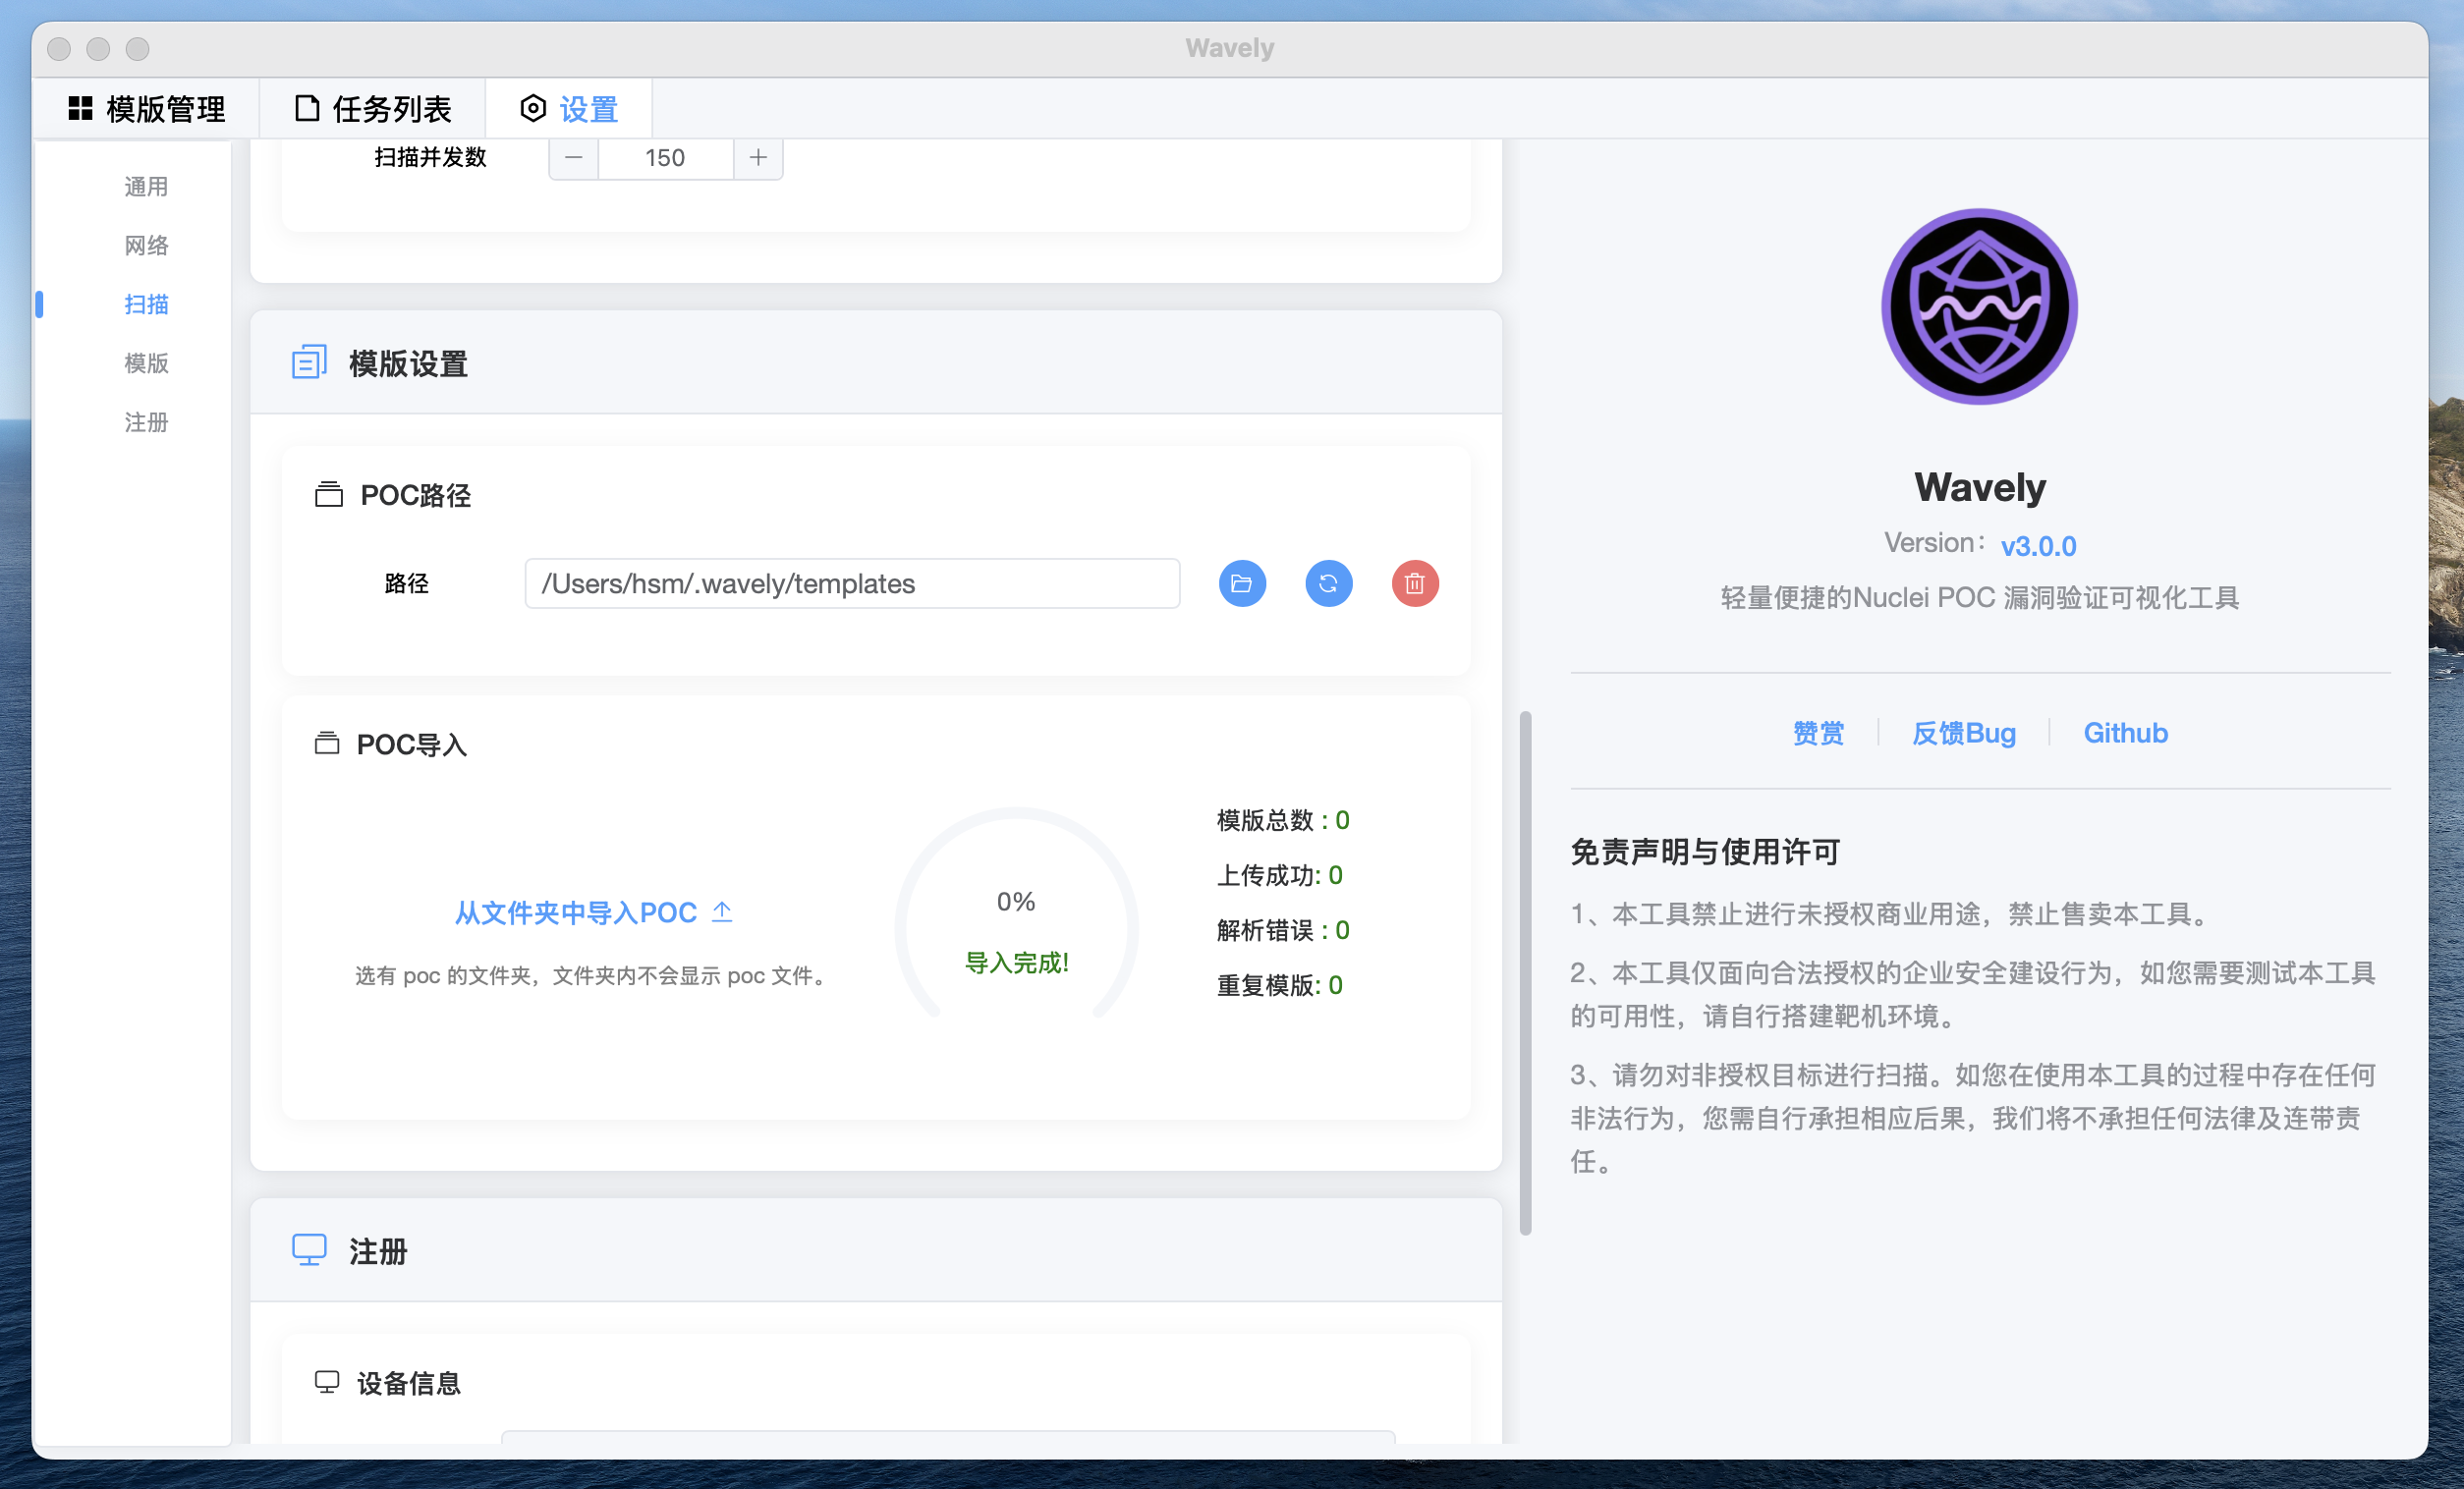 Wavely
模版管理
任务列表
设置
通用
网络
扫描
模版
注册
扫描并发数
150
模版设置
POC路径
路径
/Users/hsm/.wavely/templates
POC导入
从文件夹中导入POC
选有 poc 的文件夹，文件夹内不会显示 poc 文件。
0%
导入完成!
模版总数 : 0
上传成功: 0
解析错误 : 0
重复模版: 0
注册
设备信息
Wavely
Version： v3.0.0
轻量便捷的Nuclei POC 漏洞验证可视化工具
赞赏
反馈Bug
Github
免责声明与使用许可
1、本工具禁止进行未授权商业用途，禁止售卖本工具。
2、本工具仅面向合法授权的企业安全建设行为，如您需要测试本工具
的可用性，请自行搭建靶机环境。
3、请勿对非授权目标进行扫描。如您在使用本工具的过程中存在任何
非法行为，您需自行承担相应后果，我们将不承担任何法律及连带责
任。